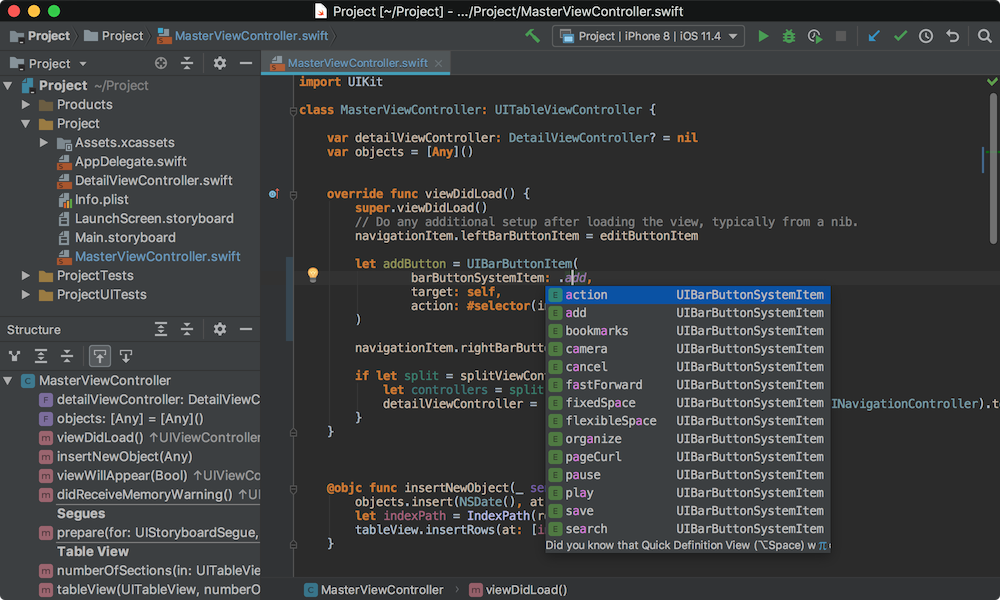 Project [~/Project] - .../Project/MasterViewController.swift
Project Project MasterViewController.swift
Project | iPhone 8 | iOS 11.4
Project
MasterViewController.swift
Project ~/Project
Products
Project
Assets.xcassets
AppDelegate.swift
DetailViewController.swift
Info.plist
LaunchScreen.storyboard
Main.storyboard
MasterViewController.swift
ProjectTests
ProjectUITests
Structure
MasterViewController
detailViewController: DetailViewC
objects: [Any] = [Any]()
viewDidLoad() ↑UIViewController
insertNewObject(Any)
viewWillAppear(Bool) ↑UIViewCo
didReceiveMemoryWarning() ↑UI
Segues
prepare(for: UIStoryboardSegue,
Table View
numberOfSections(in: UITableVie
tableView(UITableView, numberO
import UIKit
class MasterViewController: UITableViewController {
var detailViewController: DetailViewController? = nil
var objects = [Any]()
override func viewDidLoad() {
super.viewDidLoad()
// Do any additional setup after loading the view, typically from a nib.
navigationItem.leftBarButtonItem = editButtonItem
let addButton = UIBarButtonItem(
barButtonSystemItem: .add,
target: self,
action: #selector(in
)
navigationItem.rightBarButto
if let split = splitViewCont
let controllers = split
detailViewController = INavigationController).to
}
}
@objc func insertNewObject(_ se
objects.insert(NSDate(), at
let indexPath = IndexPath(r
tableView.insertRows(at: [i
}
action UIBarButtonSystemItem
add UIBarButtonSystemItem
bookmarks UIBarButtonSystemItem
camera UIBarButtonSystemItem
cancel UIBarButtonSystemItem
fastForward UIBarButtonSystemItem
fixedSpace UIBarButtonSystemItem
flexibleSpace UIBarButtonSystemItem
organize UIBarButtonSystemItem
pageCurl UIBarButtonSystemItem
pause UIBarButtonSystemItem
play UIBarButtonSystemItem
save UIBarButtonSystemItem
search UIBarButtonSystemItem
Did you know that Quick Definition View (⌥Space) w π
MasterViewController viewDidLoad()